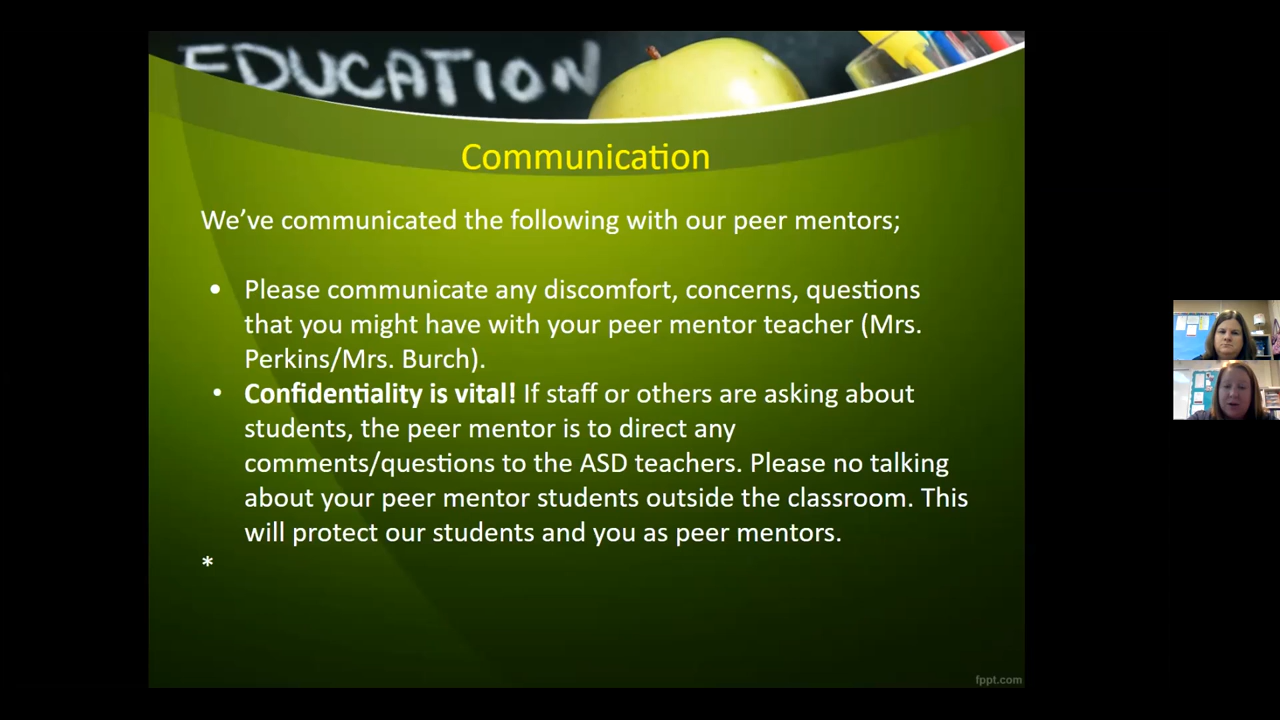 EDUCATION
Communication
We’ve communicated the following with our peer mentors;
• Please communicate any discomfort, concerns, questions
that you might have with your peer mentor teacher (Mrs.
Perkins/Mrs. Burch).
• Confidentiality is vital! If staff or others are asking about
students, the peer mentor is to direct any
comments/questions to the ASD teachers. Please no talking
about your peer mentor students outside the classroom. This
will protect our students and you as peer mentors.
*
fppt.com